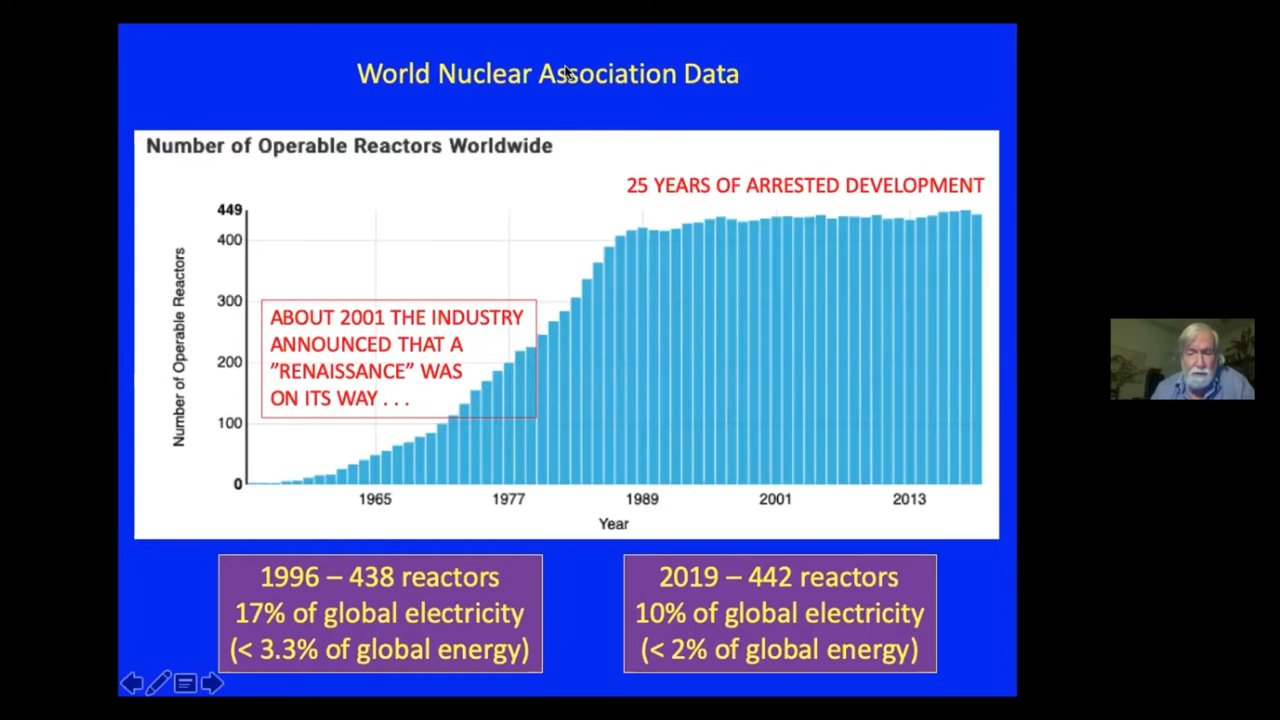 World Nuclear Association Data
Number of Operable Reactors Worldwide
25 YEARS OF ARRESTED DEVELOPMENT
449
400
300
200
100
0
Number of Operable Reactors
ABOUT 2001 THE INDUSTRY
ANNOUNCED THAT A
”RENAISSANCE” WAS
ON ITS WAY . . .
1965
1977
1989
2001
2013
Year
1996 – 438 reactors
17% of global electricity
(< 3.3% of global energy)
2019 – 442 reactors
10% of global electricity
(< 2% of global energy)